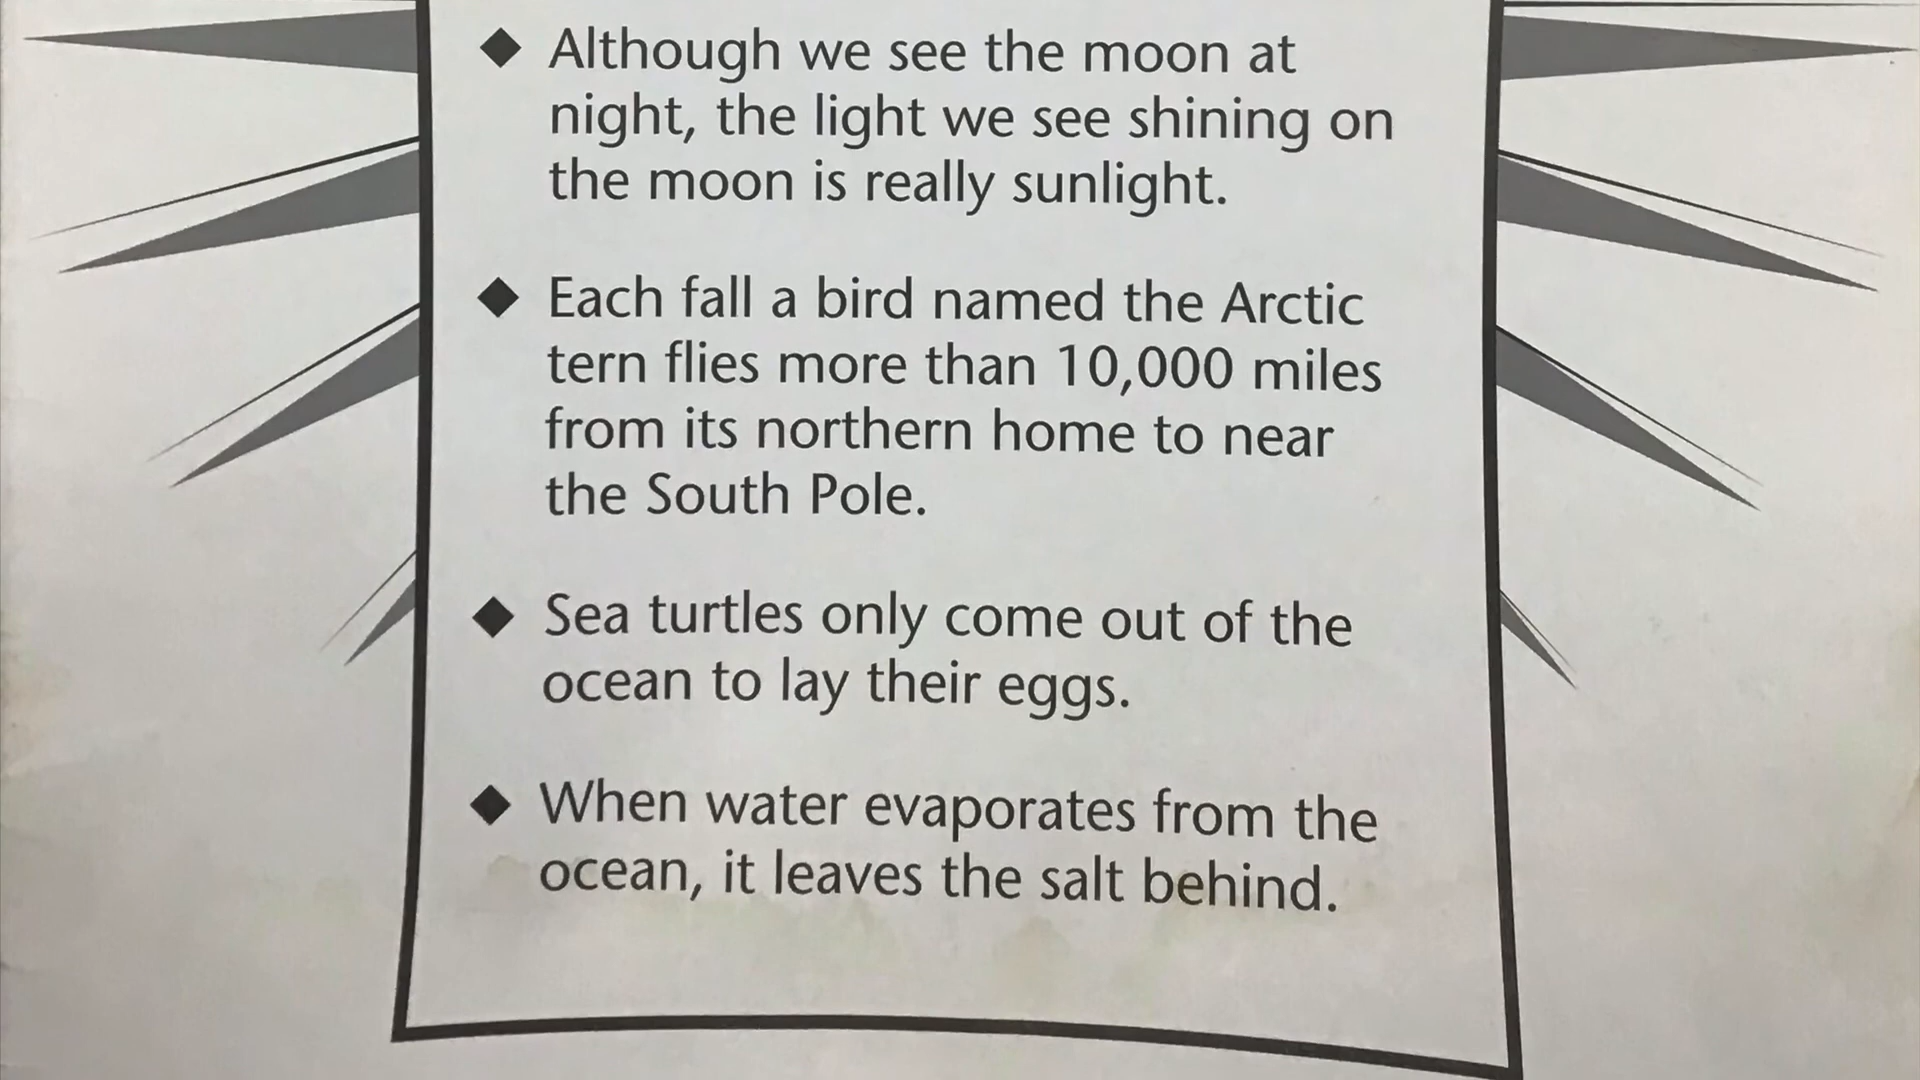 ◆ Although we see the moon at
night, the light we see shining on
the moon is really sunlight.
◆ Each fall a bird named the Arctic
tern flies more than 10,000 miles
from its northern home to near
the South Pole.
◆ Sea turtles only come out of the
ocean to lay their eggs.
◆ When water evaporates from the
ocean, it leaves the salt behind.